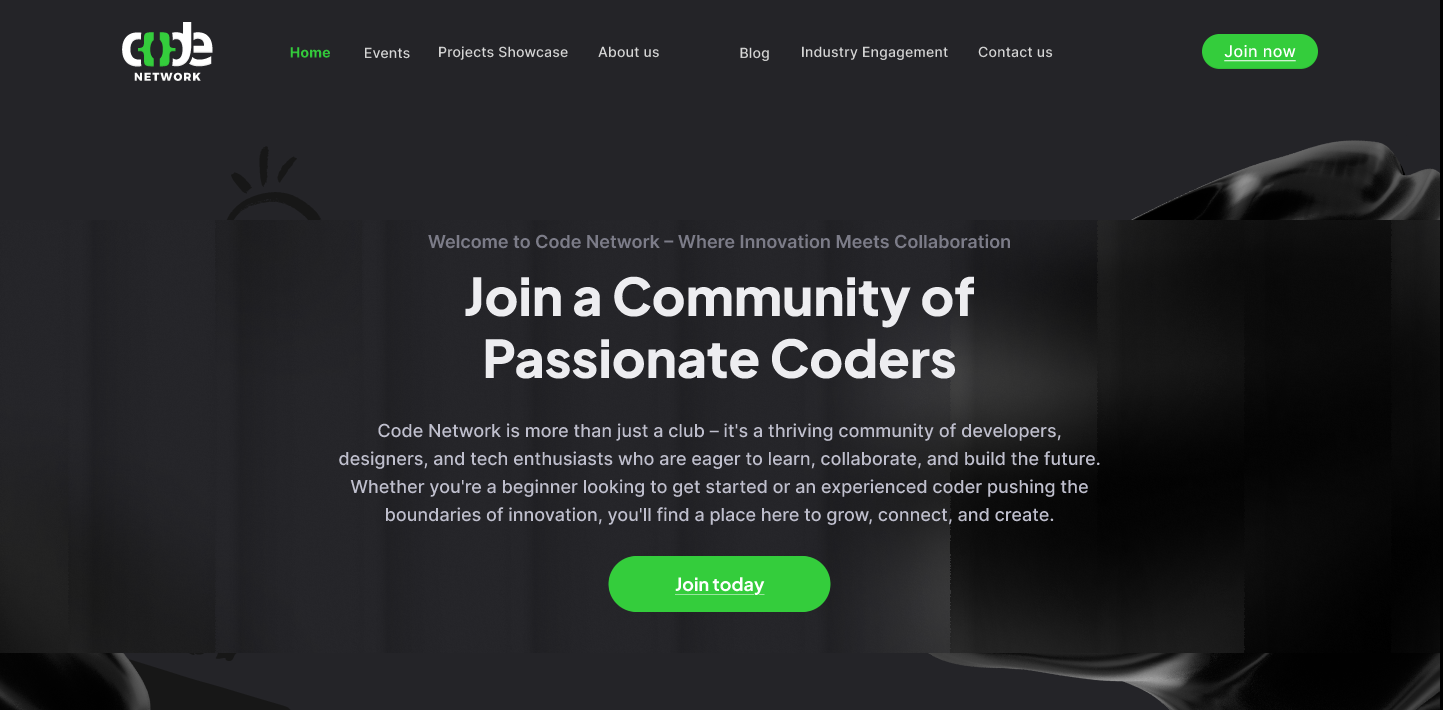 code
NETWORK
Home
Events
Projects Showcase
About us
Blog
Industry Engagement
Contact us
Join now
Welcome to Code Network – Where Innovation Meets Collaboration
Join a Community of
Passionate Coders
Code Network is more than just a club – it's a thriving community of developers,
designers, and tech enthusiasts who are eager to learn, collaborate, and build the future.
Whether you're a beginner looking to get started or an experienced coder pushing the
boundaries of innovation, you'll find a place here to grow, connect, and create.
Join today